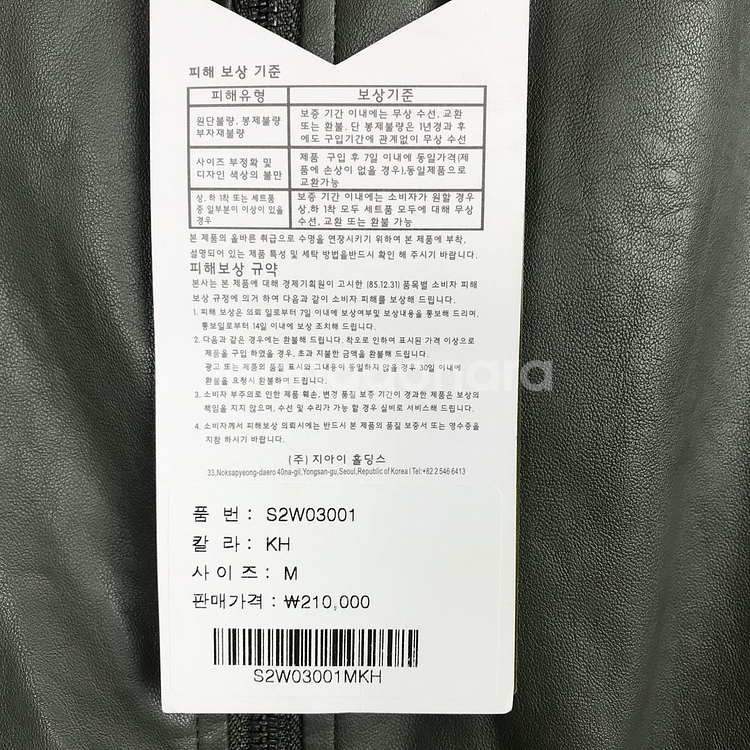 피해 보상 기준
피해유형 보상기준
원단불량, 봉제불량 부자재불량
보증 기간 이내에는 무상 수선, 교환
또는 환불. 단 봉제불량은 1년경과 후
에도 구입기간에 관계없이 무상 수선
사이즈 부정확 및
디자인 색상의 불만
제품 구입 후 7일 이내에 동일가격(제
품에 손상이 없을 경우),동일제품으로
교환가능
상, 하 1착 또는 세트품
중 일부분이 이상이 있을
경우
보증 기간 이내에는 소비자가 원할 경우
상,하 1착 모두 세트품 모두에 대해 무상
수선, 교환 또는 환불 가능
본 제품의 올바른 취급으로 수명을 연장시키기 위하여 본 제품에 부착,
설명되어 있는 제품 특성 및 세탁 방법을반드시 확인 해 주시기 바랍니다.
피해보상 규약
본사는 본 제품에 대해 경제기획원이 고시한 (85.12.31) 품목별 소비자 피해
보상 규정에 의거 하여 다음과 같이 소비자 피해를 보상해 드립니다.
1. 피해 보상은 의뢰 일로부터 7일 이내에 보상여부및 보상내용을 통보해 드리며,
통보일로부터 14일 이내에 보상 조치해 드립니다.
2. 다음과 같은 경우에는 환불해 드립니다. 착오로 인하여 표시된 가격 이상으로
제품을 구입 하였을 경우, 초과 지불한 금액을 환불해 드립니다.
광고 또는 제품의 품질 표시와 그내용이 동일하지 않을 경우 30일 이내에
환불을 요청시 환불하여 드립니다.
3. 소비자 부주의로 인한 제품 훼손, 변경 품질 보증 기간이 경과한 제품은 보상의
책임을 지지 않으며, 수선 및 수리가 가능 할 경우 실비로 서비스해 드립니다.
4. 소비자께서 피해보상 의뢰시에는 반드시 본 제품의 품질 보증서 또는 영수증을
지참 하시기 바랍니다.
(주) 지아이 홀딩스
33,Noksapyeong-daero 40na-gil,Yongsan-gu,Seoul,Republic of Korea I Tel:+82 2 546 6413
품 번 : S2W03001
칼 라 : KH
사 이 즈 : M
판매가격 : ₩210,000
S2W03001MKH